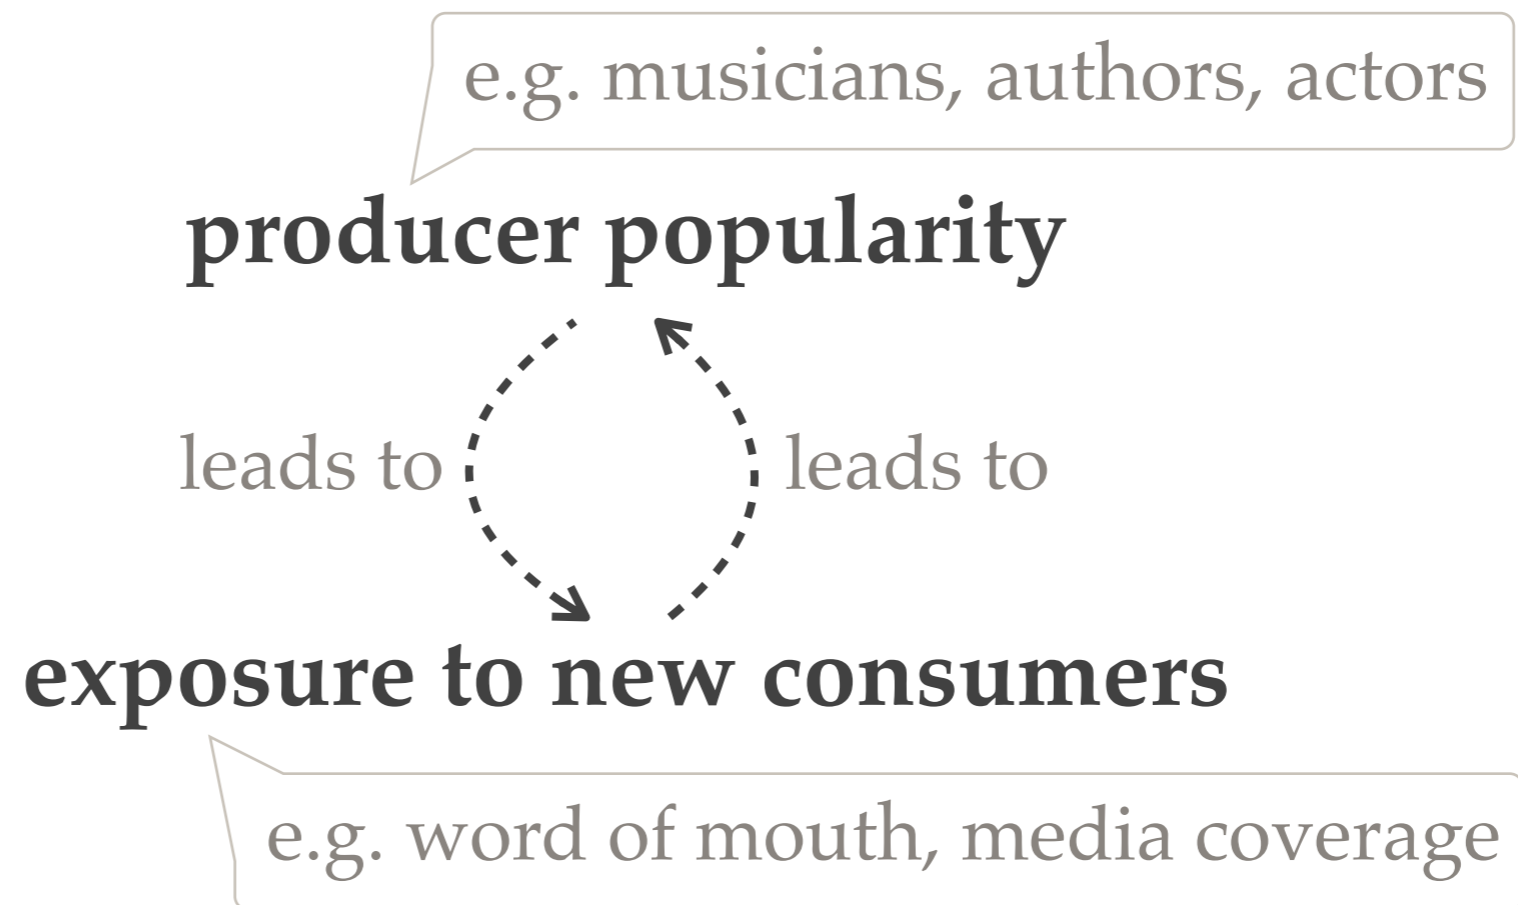 e.g. musicians, authors, actors
producer popularity
leads to
leads to
exposure to new consumers
e.g. word of mouth, media coverage